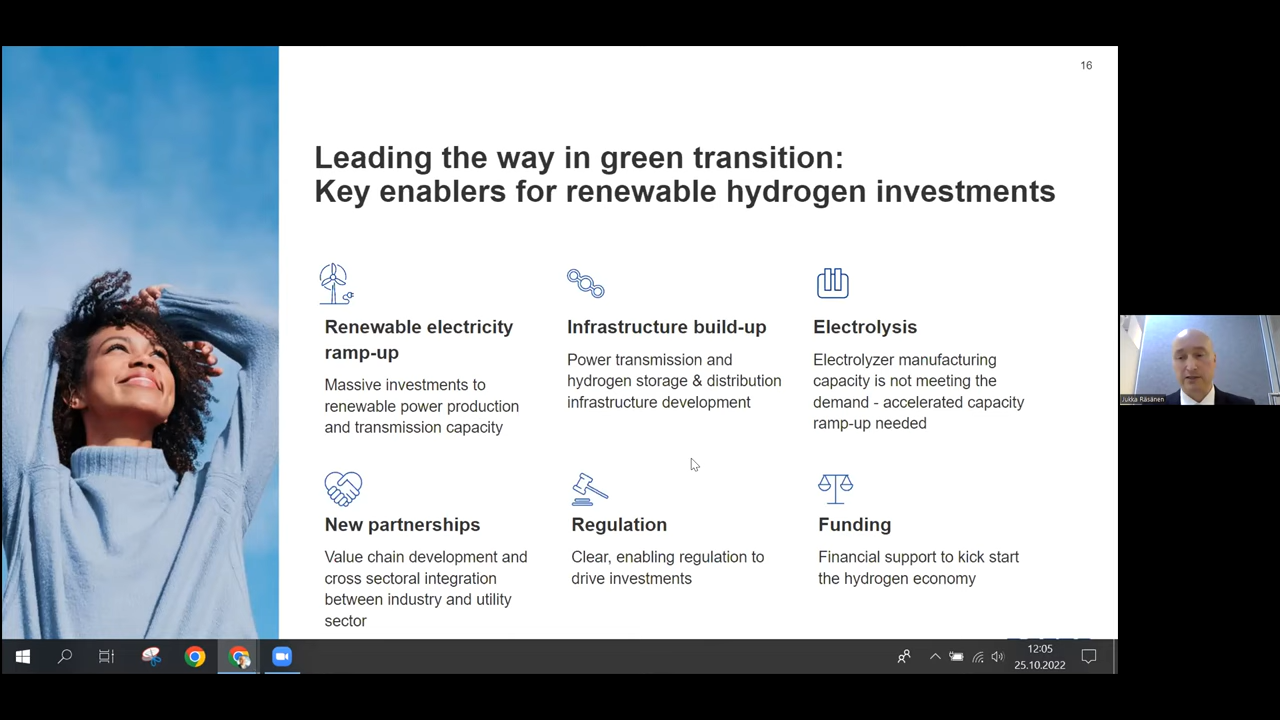 16
Leading the way in green transition:
Key enablers for renewable hydrogen investments
Renewable electricity
ramp-up
Massive investments to
renewable power production
and transmission capacity
Infrastructure build-up
Power transmission and
hydrogen storage & distribution
infrastructure development
Electrolysis
Electrolyzer manufacturing
capacity is not meeting the
demand - accelerated capacity
ramp-up needed
New partnerships
Value chain development and
cross sectoral integration
between industry and utility
sector
Regulation
Clear, enabling regulation to
drive investments
Funding
Financial support to kick start
the hydrogen economy
Jukka Räsänen
12:05
25.10.2022